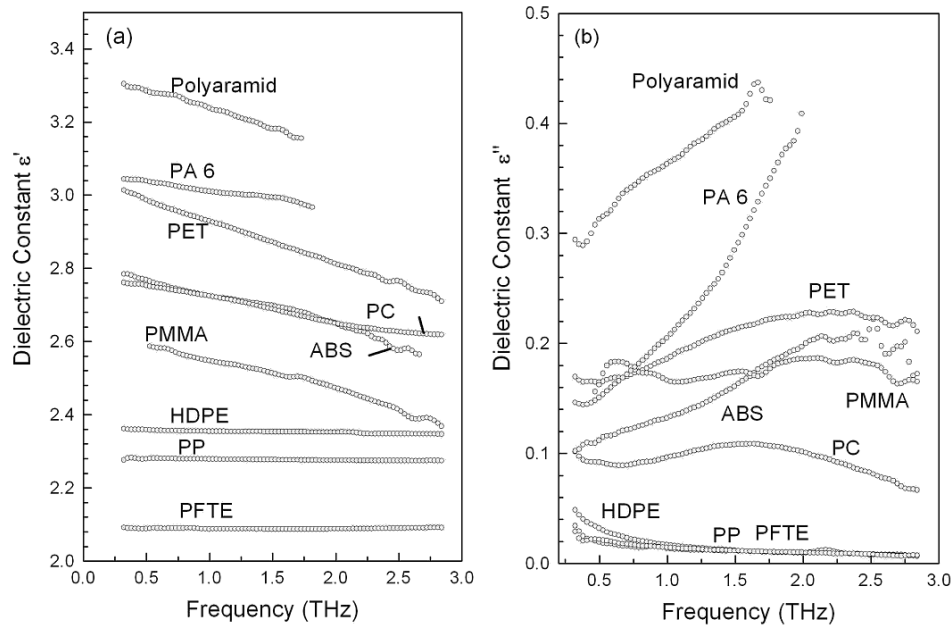 (a)
3.4
3.2
3.0
2.8
2.6
2.4
2.2
2.0
Dielectric Constant ε'
Polyaramid
PA 6
PET
PC
ABS
PMMA
HDPE
PP
PFTE
0.0 0.5 1.0 1.5 2.0 2.5 3.0
Frequency (THz)
(b)
0.5
0.4
0.3
0.2
0.1
0.0
Dielectric Constant ε"
Polyaramid
PA 6
PET
PMMA
ABS
PC
HDPE
PP PFTE
0.5 1.0 1.5 2.0 2.5 3.0
Frequency (THz)